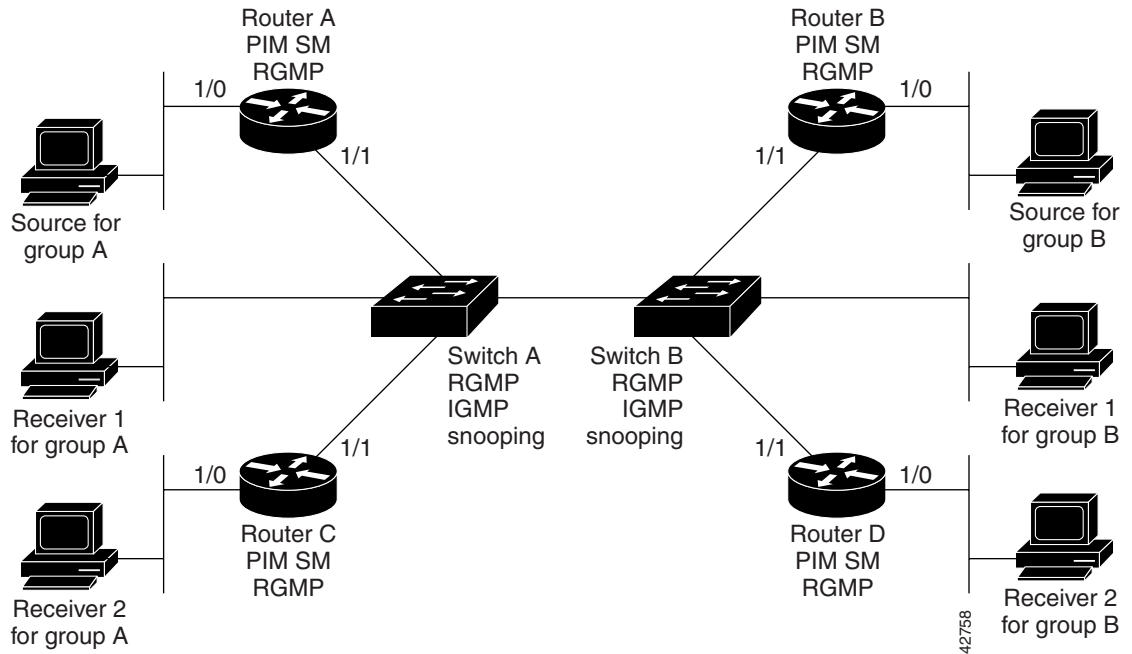 Router A
PIM SM
RGMP
Router B
PIM SM
RGMP
1/0
1/1
1/1
1/0
Source for
group A
Source for
group B
Switch A
RGMP
IGMP
snooping
Switch B
RGMP
IGMP
snooping
Receiver 1
for group A
Receiver 1
for group B
1/0
1/1
1/1
1/0
Router C
PIM SM
RGMP
Router D
PIM SM
RGMP
Receiver 2
for group A
Receiver 2
for group B
42758